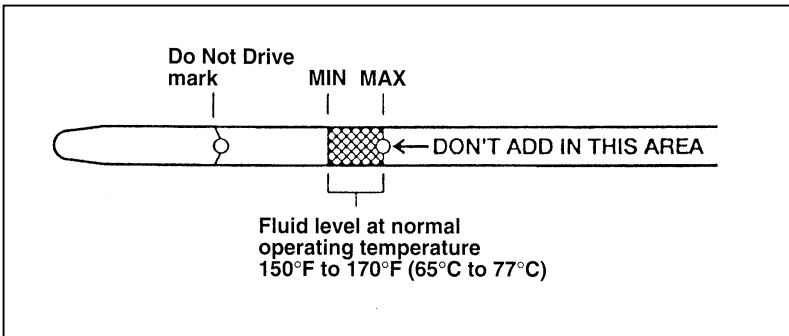 Do Not Drive
mark
MIN MAX
DON'T ADD IN THIS AREA
Fluid level at normal
operating temperature
150°F to 170°F (65°C to 77°C)